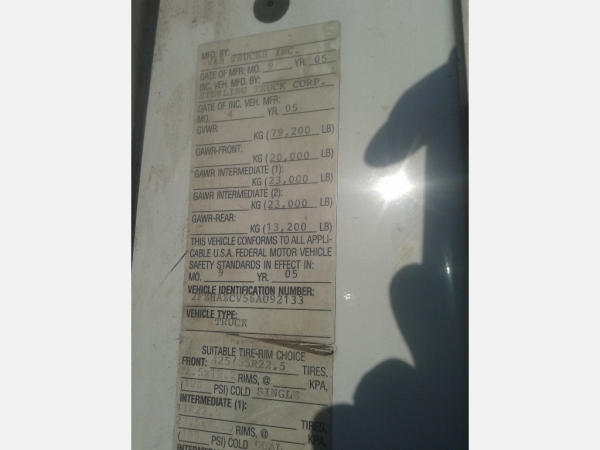 MFD. BY: TRUCKS INC.
DATE OF MFR: MO. 9 YR. 05
INC. VEH. MFD. BY:
STERLING TRUCK CORP.
DATE OF INC. VEH. MFR:
MO. 4 YR. 05
GVWR:
KG (79,200 LB)
GAWR-FRONT:
KG (20,000 LB)
GAWR INTERMEDIATE (1):
KG (23,000 LB)
GAWR INTERMEDIATE (2):
KG (23,000 LB)
GAWR-REAR:
KG (13,200 LB)
THIS VEHICLE CONFORMS TO ALL APPLI-
CABLE U.S.A. FEDERAL MOTOR VEHICLE
SAFETY STANDARDS IN EFFECT IN:
MO. 9 YR. 05
VEHICLE IDENTIFICATION NUMBER:
2FZHAZCV56A092133
VEHICLE TYPE:
TRUCK
SUITABLE TIRE-RIM CHOICE
FRONT: TIRES,
RIMS, @ KPA,
PSI) COLD SINGLE
INTERMEDIATE (1):
TIRES,
RIMS, @ KPA,
PSI) COLD DUAL